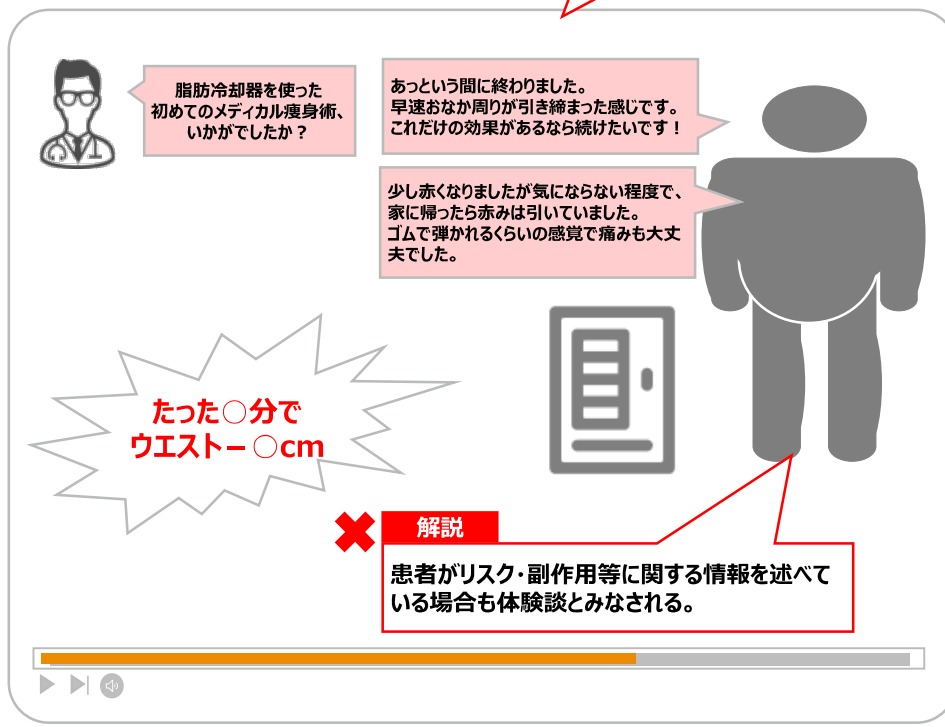 脂肪冷却器を使った
初めてのメディカル痩身術、
いかがでしたか？
あっという間に終わりました。
早速おなか周りが引き締まった感じです。
これだけの効果があるなら続けたいです！
少し赤くなりましたが気にならない程度で、
家に帰ったら赤みは引いていました。
ゴムで弾かれるくらいの感覚で痛みも大丈
夫でした。
たった○分で
ウエスト－○cm
解説
患者がリスク・副作用等に関する情報を述べて
いる場合も体験談とみなされる。